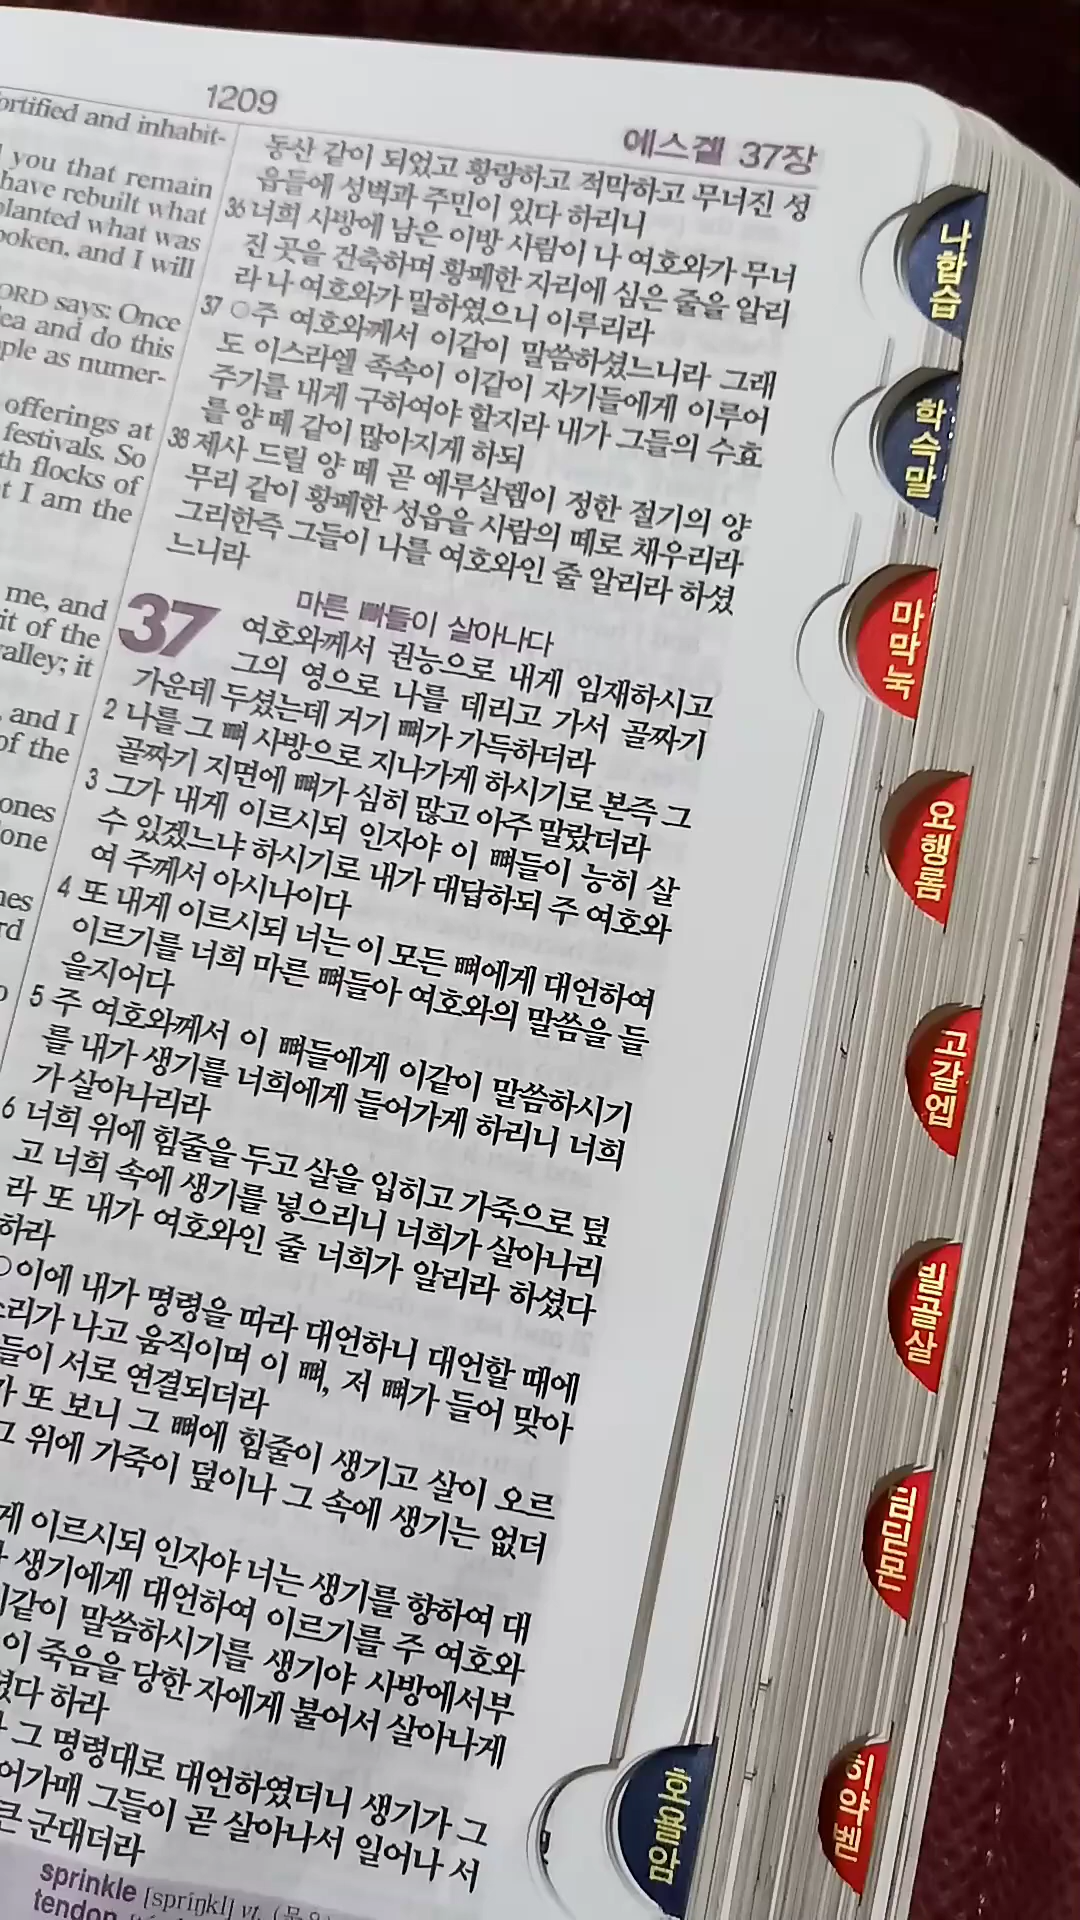 1209
에스겔 37장
ortified and inhabit-
you that remain
have rebuilt what
planted what was
poken, and I will
ORD says: Once
ea and do this
ple as numer-
offerings at
festivals. So
th flocks of
t I am the
me, and
it of the
alley; it
, and I
of the
ones
one
nes
rd
o
동산 같이 되었고 황량하고 적막하고 무너진 성
읍들에 성벽과 주민이 있다 하리니
36 너희 사방에 남은 이방 사람이 나 여호와가 무너
진 곳을 건축하며 황폐한 자리에 심은 줄을 알리
라 나 여호와가 말하였으니 이루리라
37 ○주 여호와께서 이같이 말씀하셨느니라 그래
도 이스라엘 족속이 이같이 자기들에게 이루어
주기를 내게 구하여야 할지라 내가 그들의 수효
를 양 떼 같이 많아지게 하되
38 제사 드릴 양 떼 곧 예루살렘이 정한 절기의 양
무리 같이 황폐한 성읍을 사람의 떼로 채우리라
그리한즉 그들이 나를 여호와인 줄 알리라 하셨
느니라
마른 뼈들이 살아나다
37 여호와께서 권능으로 내게 임재하시고
그의 영으로 나를 데리고 가서 골짜기
가운데 두셨는데 거기 뼈가 가득하더라
2 나를 그 뼈 사방으로 지나가게 하시기로 본즉 그
골짜기 지면에 뼈가 심히 많고 아주 말랐더라
3 그가 내게 이르시되 인자야 이 뼈들이 능히 살
수 있겠느냐 하시기로 내가 대답하되 주 여호와
여 주께서 아시나이다
4 또 내게 이르시되 너는 이 모든 뼈에게 대언하여
이르기를 너희 마른 뼈들아 여호와의 말씀을 들
을지어다
5 주 여호와께서 이 뼈들에게 이같이 말씀하시기
를 내가 생기를 너희에게 들어가게 하리니 너희
가 살아나리라
6 너희 위에 힘줄을 두고 살을 입히고 가죽으로 덮
고 너희 속에 생기를 넣으리니 너희가 살아나리
라 또 내가 여호와인 줄 너희가 알리라 하셨다
하라
○이에 내가 명령을 따라 대언하니 대언할 때에
소리가 나고 움직이며 이 뼈, 저 뼈가 들어 맞아
들이 서로 연결되더라
가 또 보니 그 뼈에 힘줄이 생기고 살이 오르
그 위에 가죽이 덮이나 그 속에 생기는 없더
게 이르시되 인자야 너는 생기를 향하여 대
생기에게 대언하여 이르기를 주 여호와
이같이 말씀하시기를 생기야 사방에서부
이 죽음을 당한 자에게 불어서 살아나게
셨다 하라
그 명령대로 대언하였더니 생기가 그
어가매 그들이 곧 살아나서 일어나 서
큰 군대더라
sprinkle [spríŋkl] vt.
tendon
나합습
학슥말
마막눅
요행롬
고갈엡
빌골살
딤딛몬
히약벧
호욜암